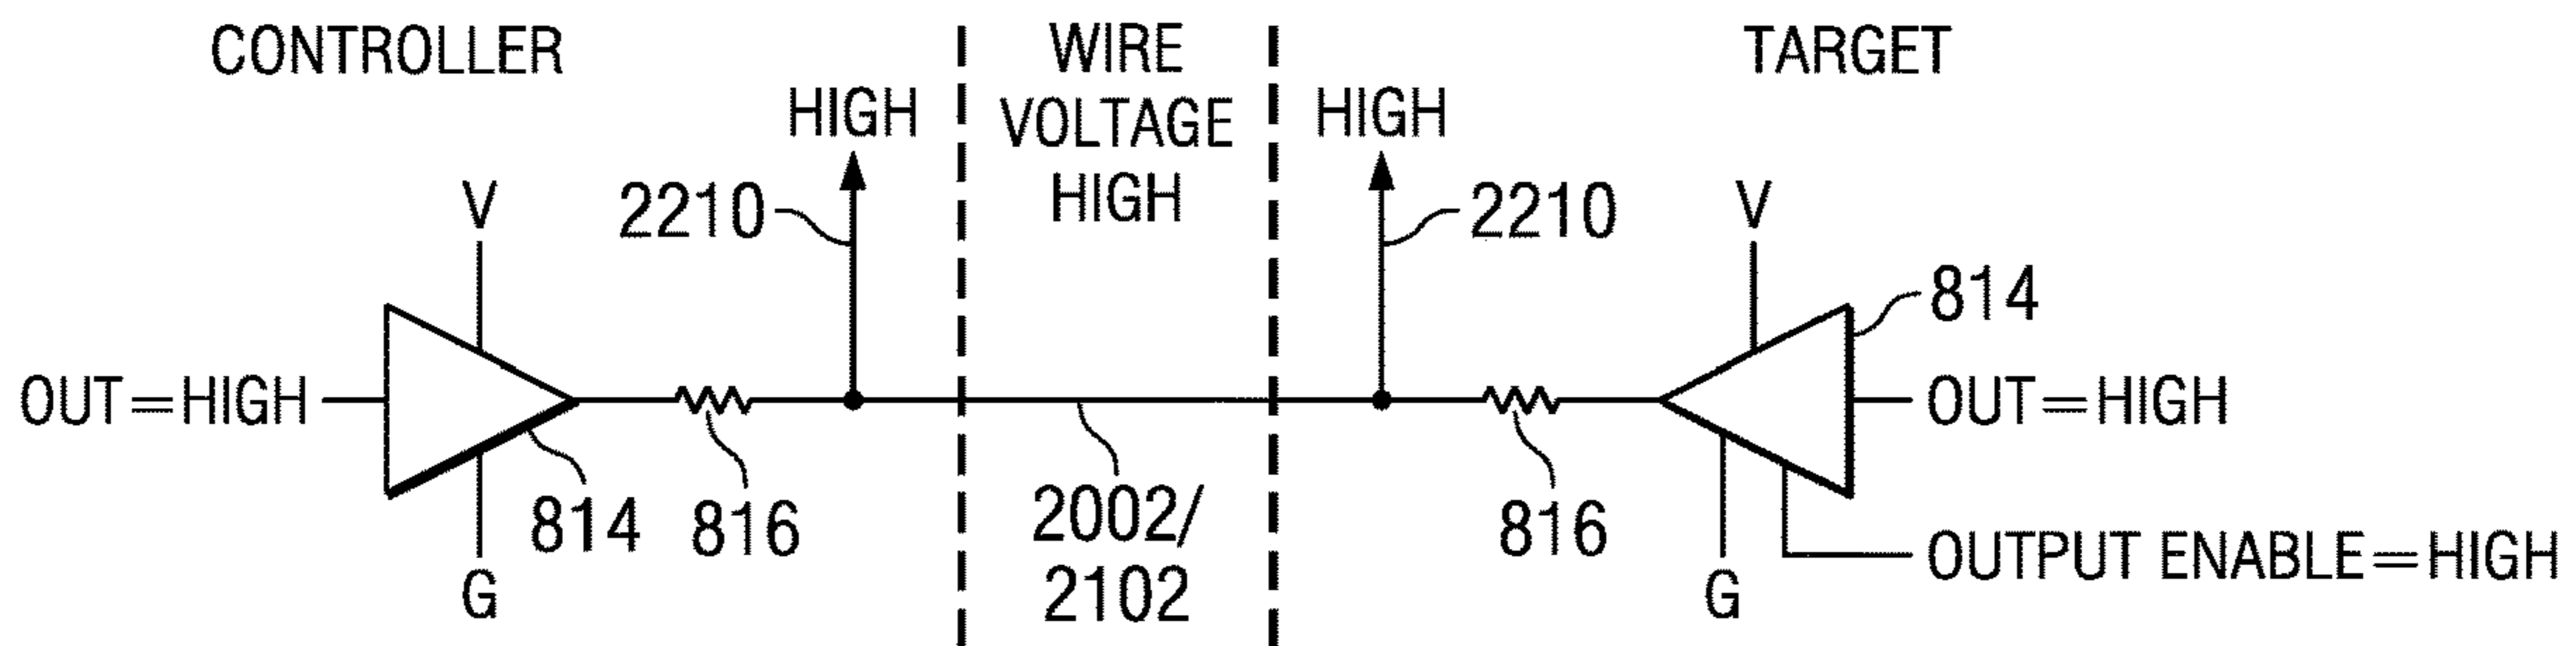 CONTROLLER
WIRE
VOLTAGE
HIGH
TARGET
HIGH
HIGH
V
2210
2210
V
814
OUT=HIGH
OUT=HIGH
814
816
2002/
2102
816
OUTPUT ENABLE=HIGH
G
G